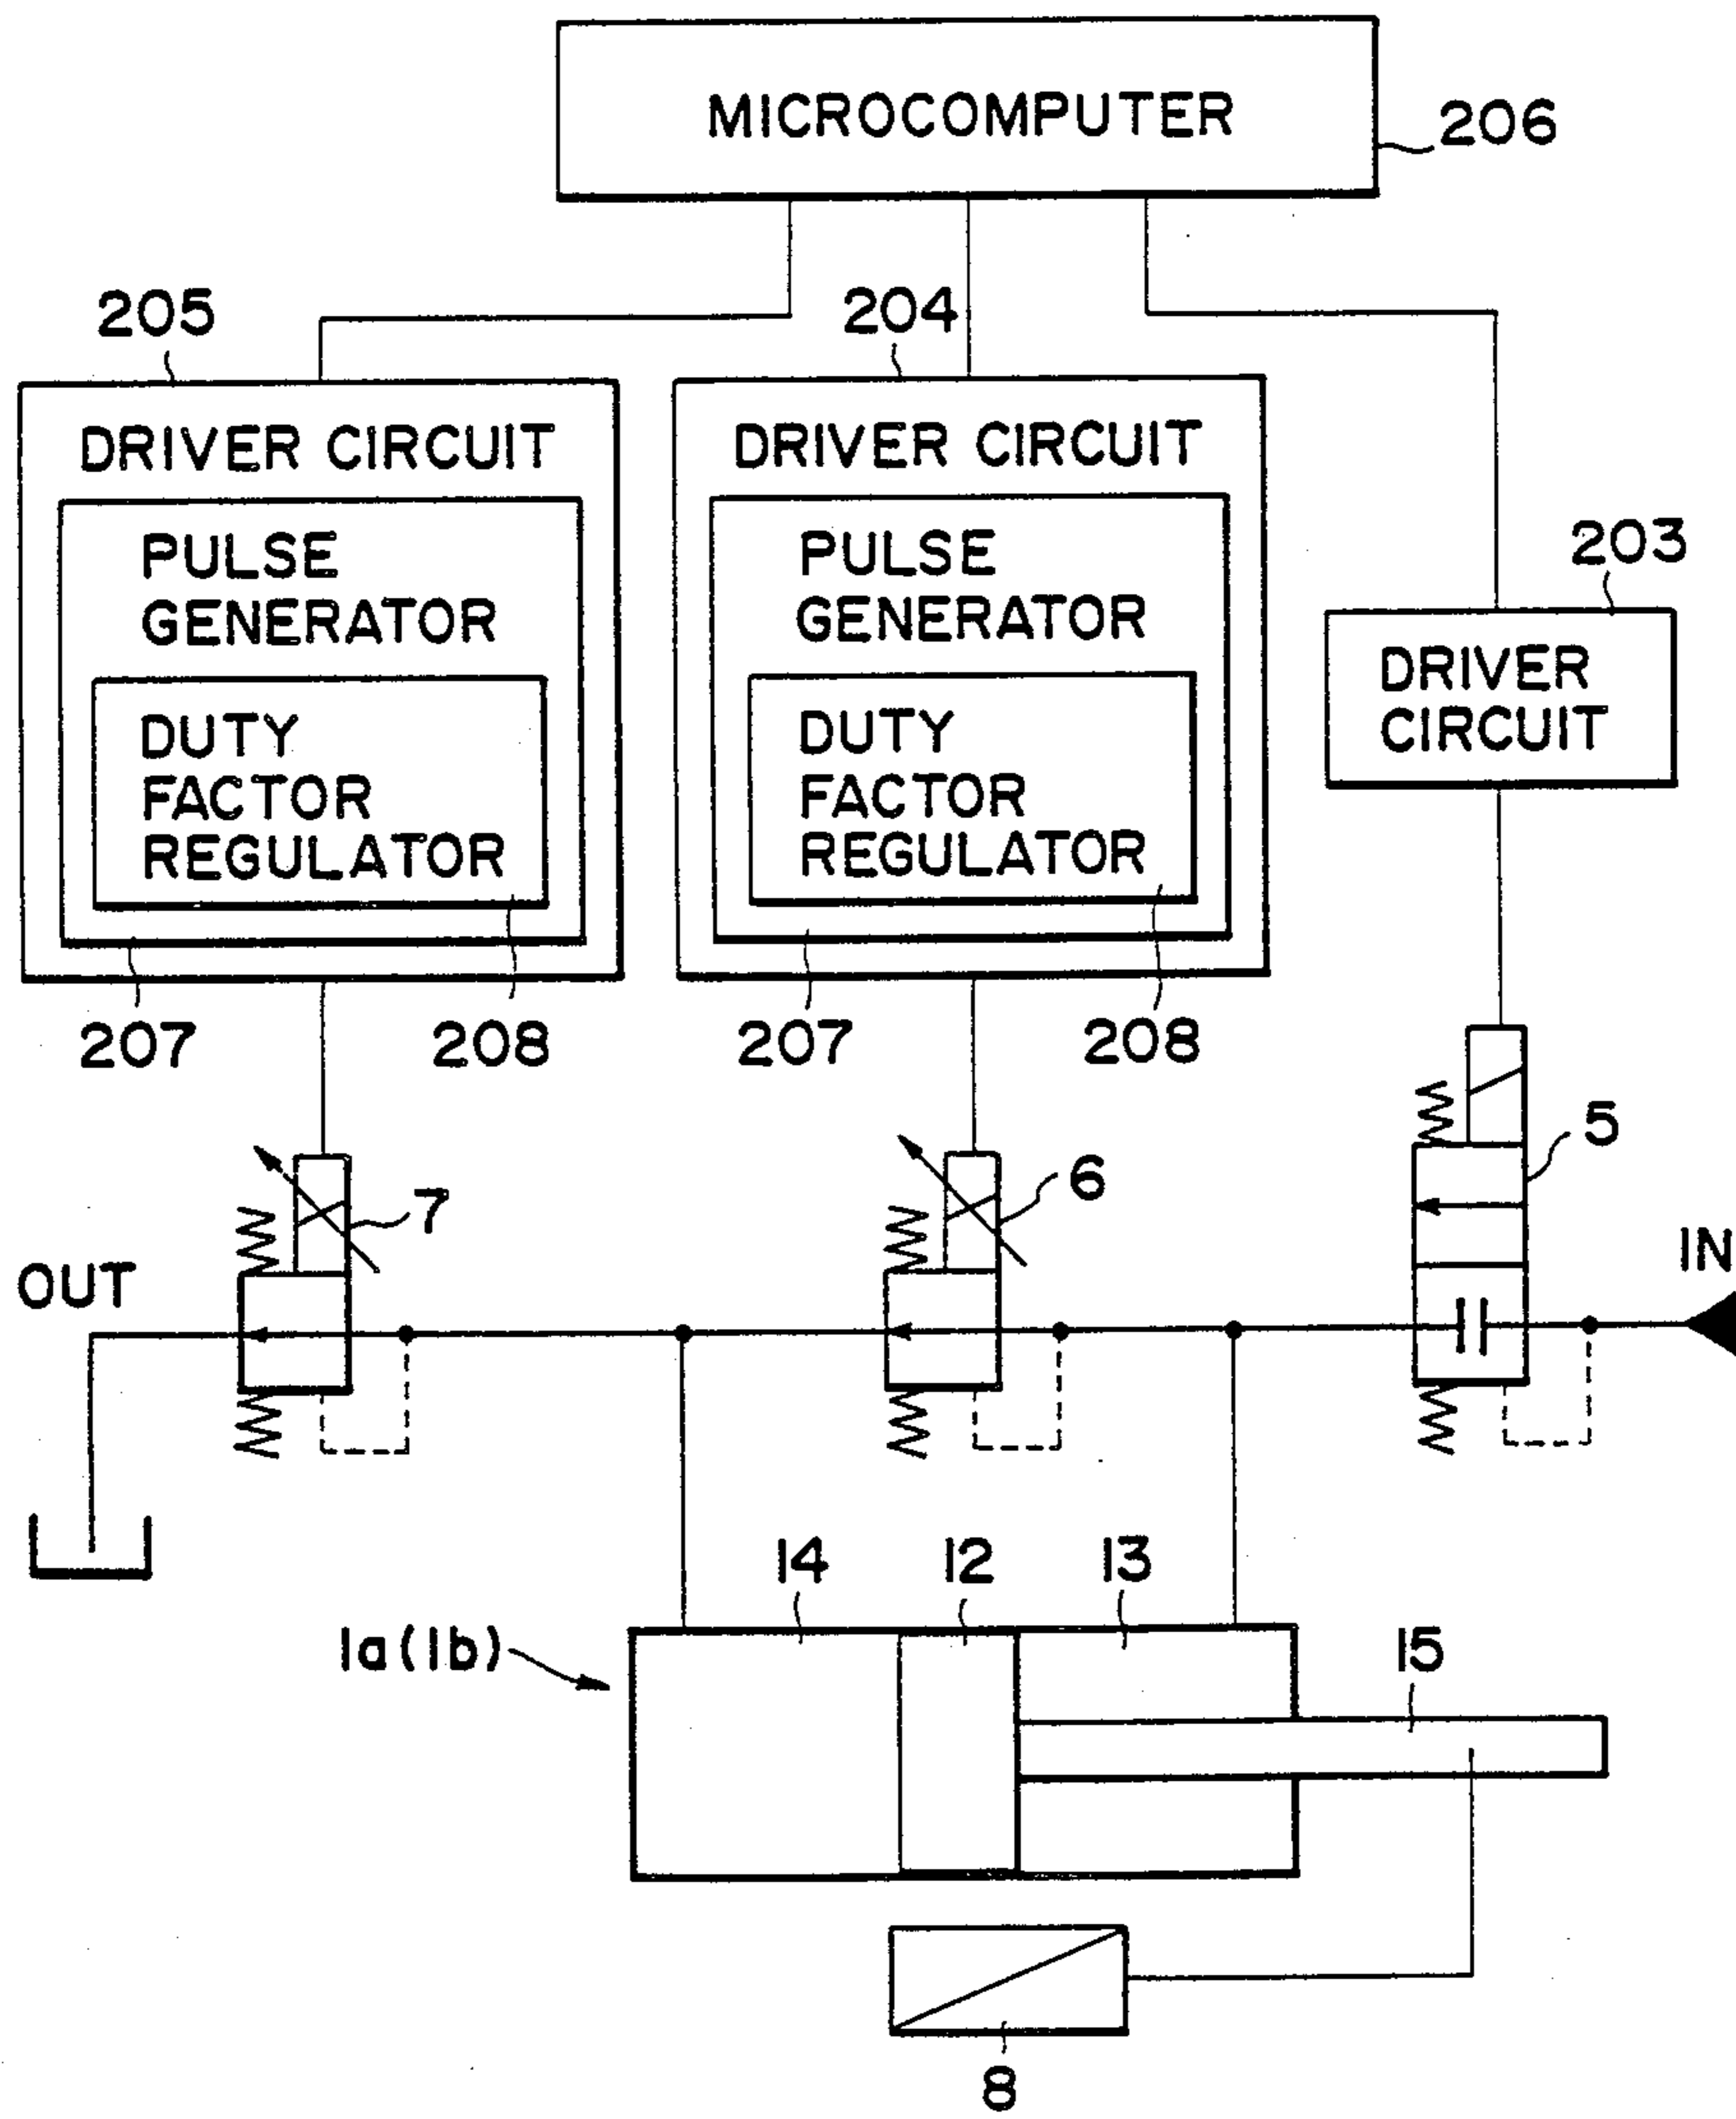 MICROCOMPUTER
206
205
204
DRIVER CIRCUIT
PULSE
GENERATOR
DUTY
FACTOR
REGULATOR
207
208
DRIVER CIRCUIT
PULSE
GENERATOR
DUTY
FACTOR
REGULATOR
207
208
203
DRIVER
CIRCUIT
5
6
7
OUT
IN
14
12
13
1a(1b)
15
8